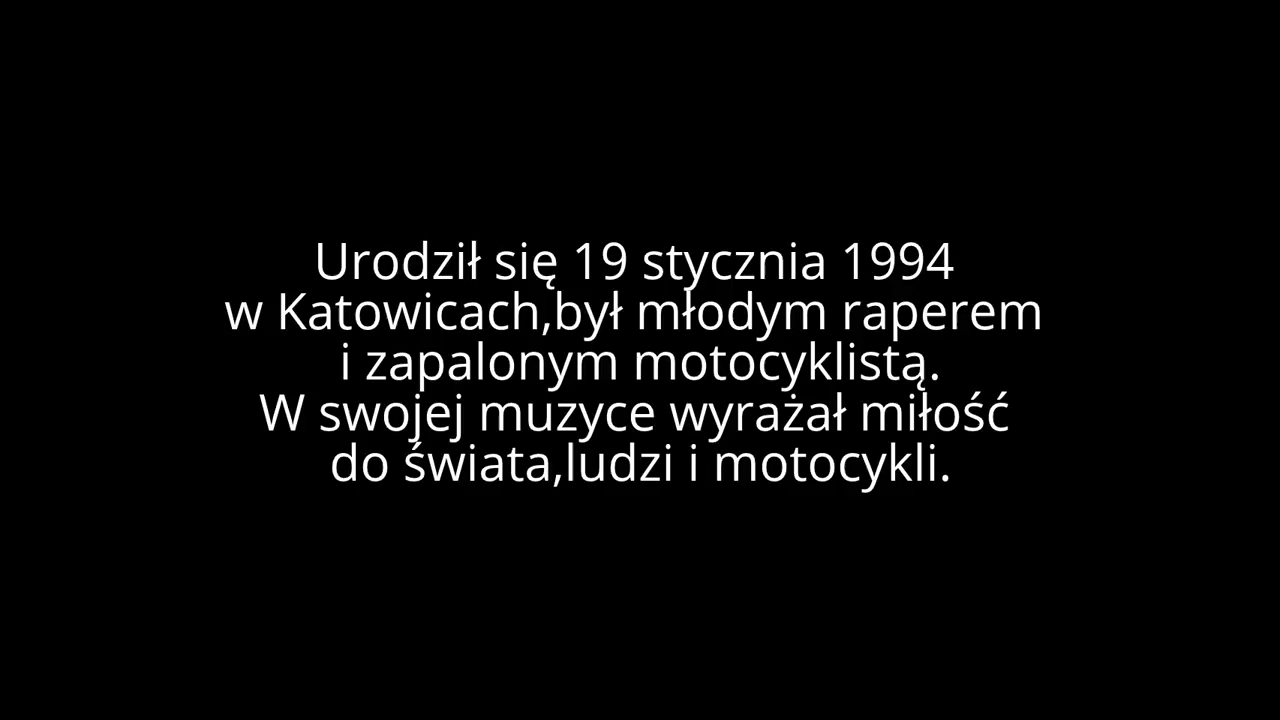 Urodził się 19 stycznia 1994
w Katowicach,był młodym raperem
i zapalonym motocyklistą.
W swojej muzyce wyrażał miłość
do świata,ludzi i motocykli.